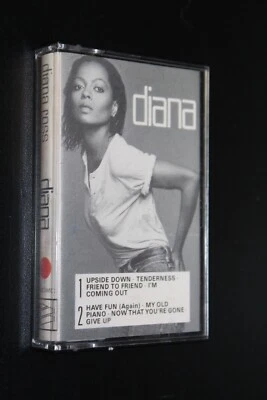 diana ross
diana
diana
1 UPSIDE DOWN · TENDERNESS ·
FRIEND TO FRIEND · I'M
COMING OUT
2 HAVE FUN (Again) · MY OLD
PIANO · NOW THAT YOU'RE GONE
GIVE UP